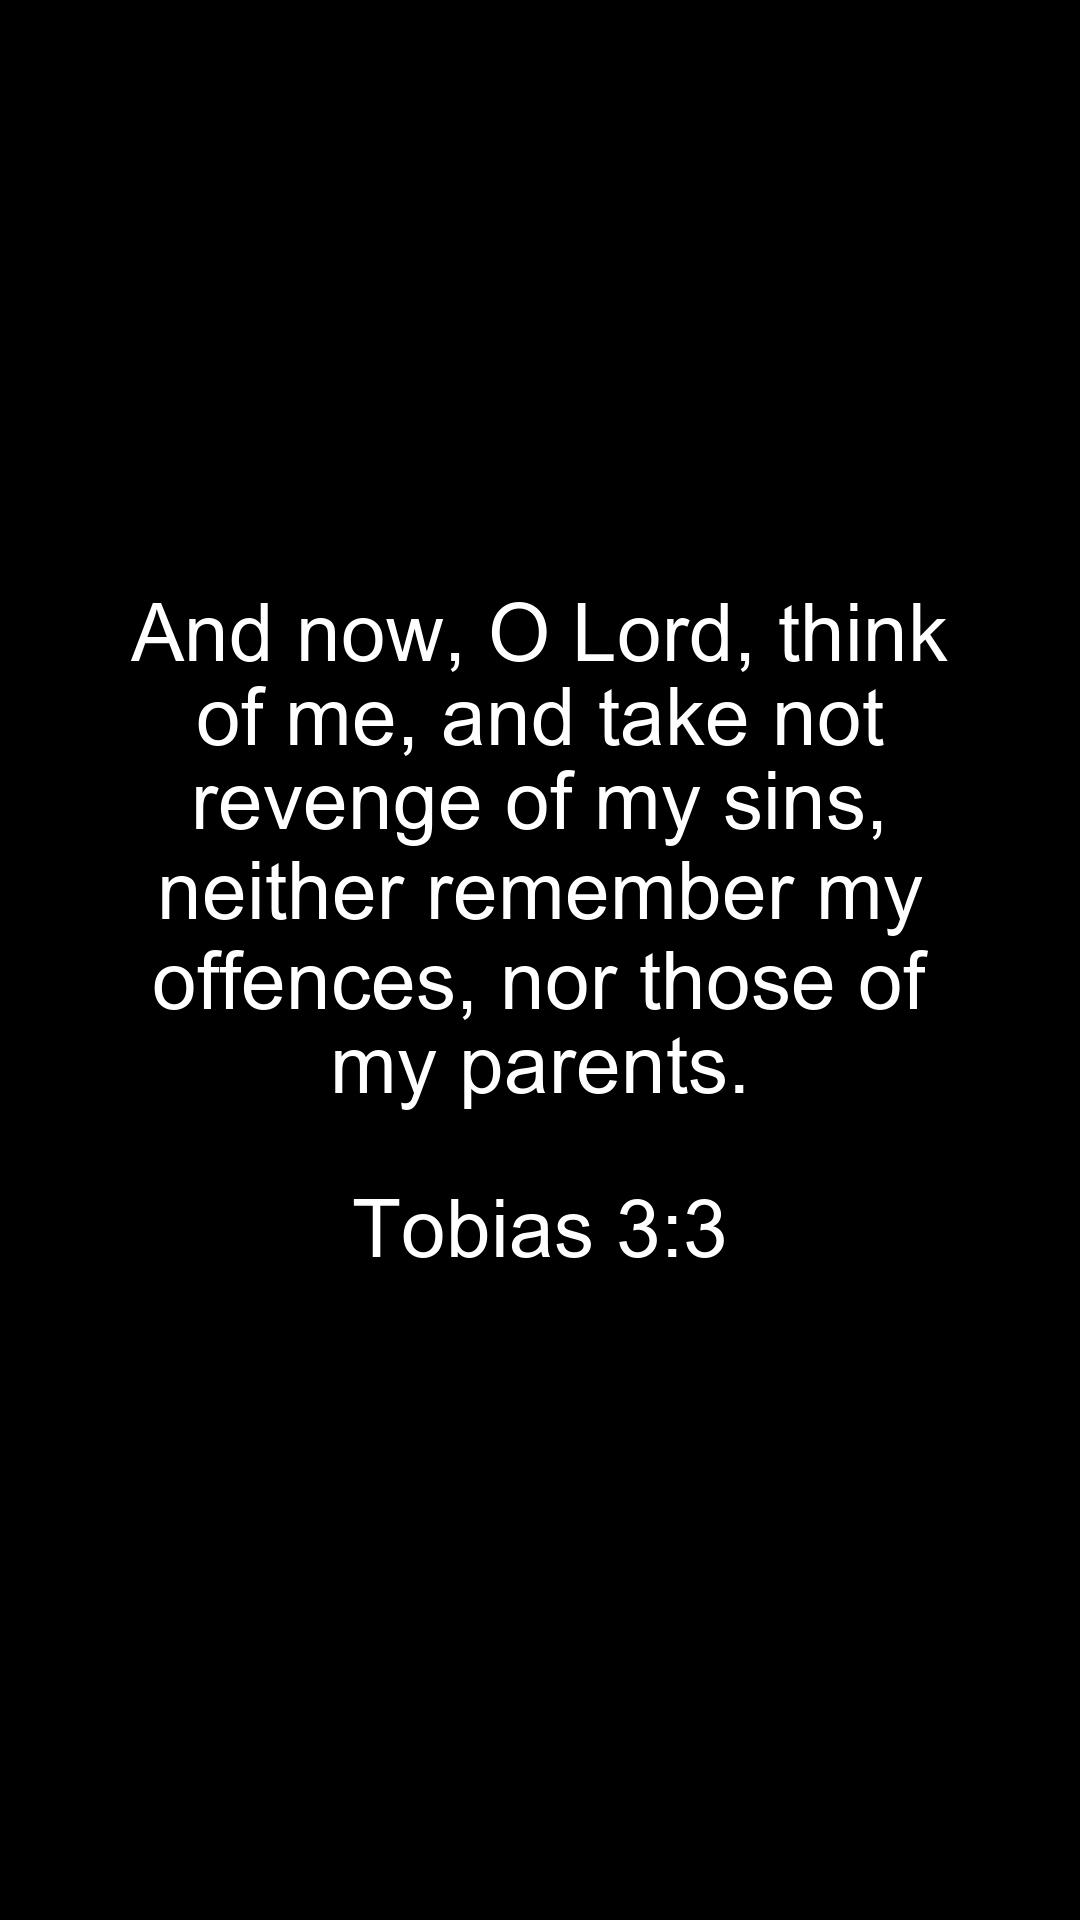 And now, O Lord, think
of me, and take not
revenge of my sins,
neither remember my
offences, nor those of
my parents.
Tobias 3:3